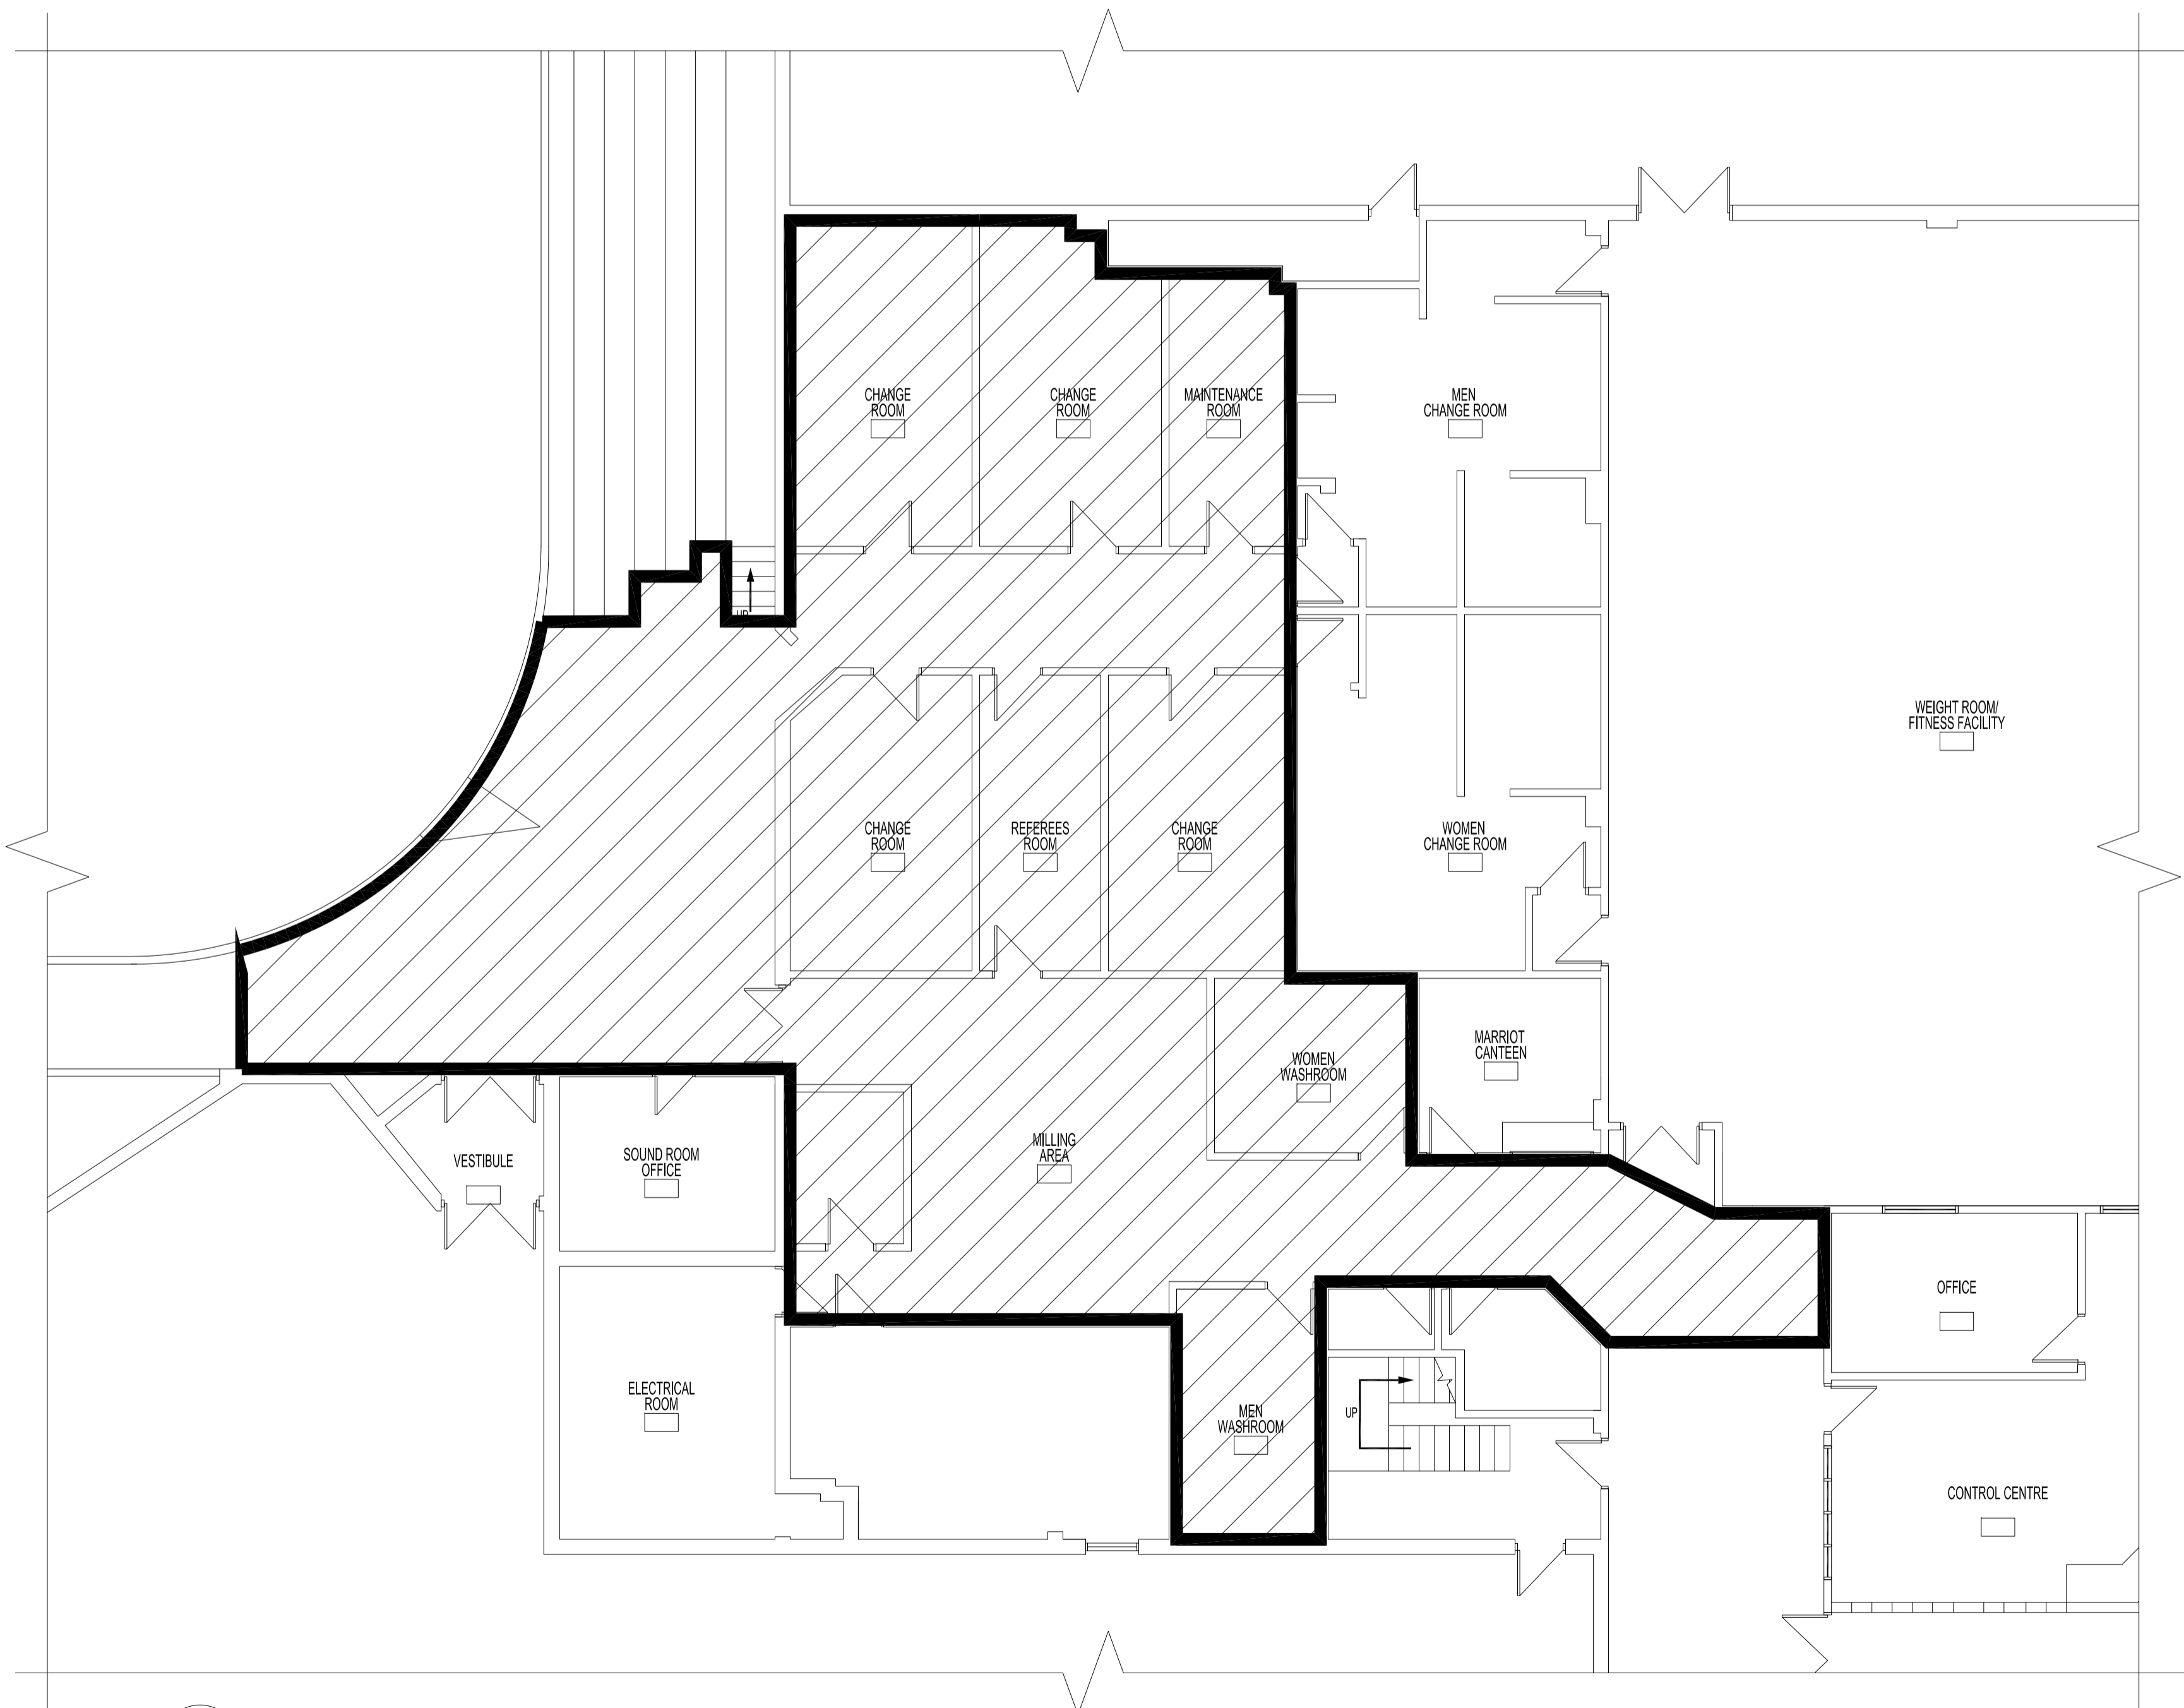 CHANGE
ROOM
CHANGE
ROOM
MAINTENANCE
ROOM
MEN
CHANGE ROOM
UP
WEIGHT ROOM/
FITNESS FACILITY
CHANGE
ROOM
REFEREES
ROOM
CHANGE
ROOM
WOMEN
CHANGE ROOM
MARRIOT
CANTEEN
WOMEN
WASHROOM
MILLING
AREA
VESTIBULE
SOUND ROOM
OFFICE
OFFICE
ELECTRICAL
ROOM
MEN
WASHROOM
UP
CONTROL CENTRE